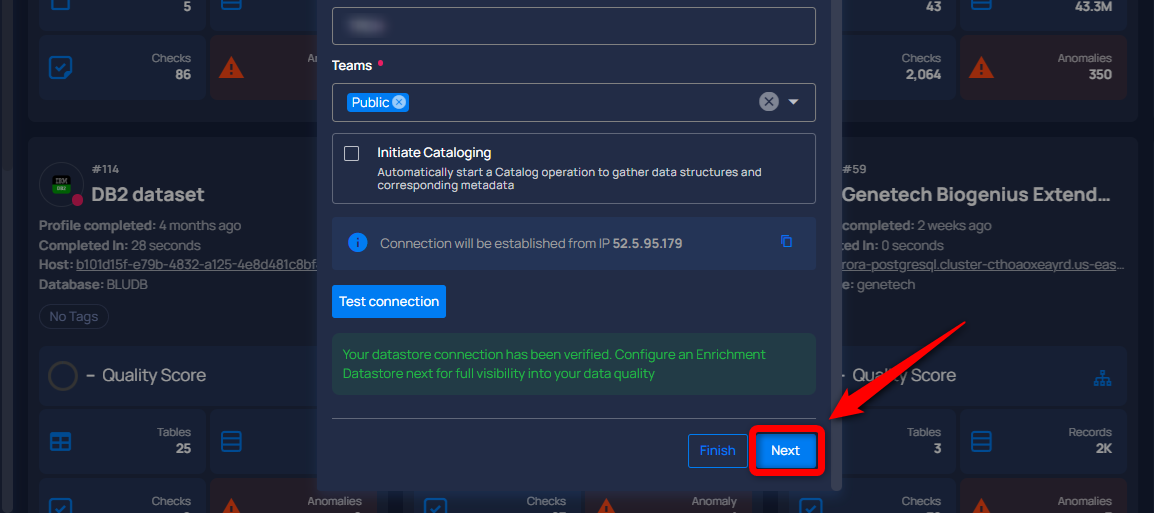 5
43
43.3M
Checks
86
An
Checks
2,064
Anomalies
350
Teams •
Public
Initiate Cataloging
Automatically start a Catalog operation to gather data structures and
corresponding metadata
Connection will be established from IP 52.5.95.179
Test connection
Your datastore connection has been verified. Configure an Enrichment
Datastore next for full visibility into your data quality
Finish
Next
#114
IBM
DB2 dataset
Profile completed: 4 months ago
Completed In: 28 seconds
Host: b101d15f-e79b-4832-a125-4e8d481c8bf
Database: BLUDB
No Tags
– Quality Score
Tables
25
Checks
Anomalies
Checks
Anomaly
#59
Genetech Biogenius Extend...
completed: 2 weeks ago
ed In: 0 seconds
rora-postgresql.cluster-cthoaoxeayrd.us-eas...
e: genetech
Quality Score
Tables
3
Records
2K
Checks
Anomalies